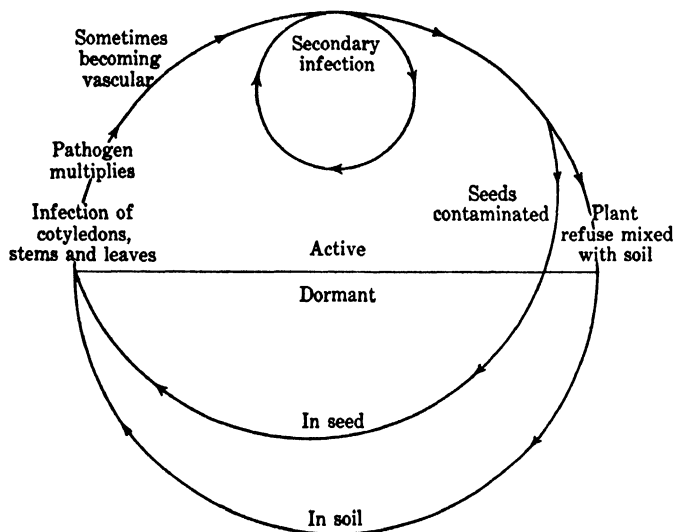 Sometimes
becoming
vascular
Secondary
infection
Pathogen
multiplies
Infection of
cotyledons,
stems and leaves
Seeds
contaminated
Plant
refuse mixed
with soil
Active
Dormant
In seed
In soil